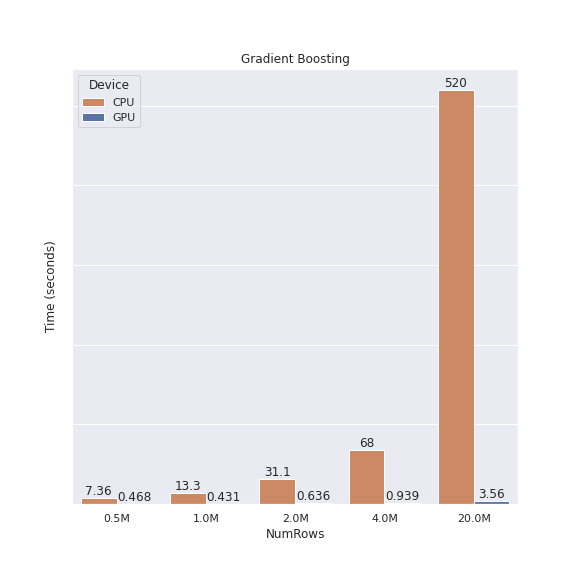 Gradient Boosting
Device
CPU
GPU
520
68
31.1
13.3
7.36
0.468
0.431
0.636
0.939
3.56
Time (seconds)
0.5M 1.0M 2.0M 4.0M 20.0M
NumRows